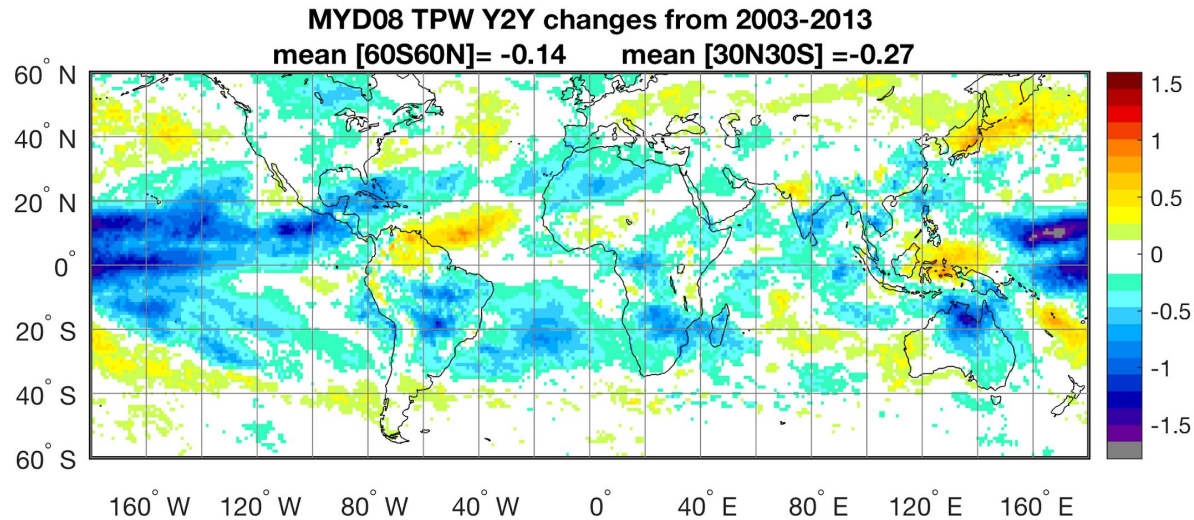 MYD08 TPW Y2Y changes from 2003-2013
mean [60S60N]= -0.14 mean [30N30S] =-0.27
60° N
40° N
20° N
0°
20° S
40° S
60° S
160° W 120° W 80° W 40° W 0° 40° E 80° E 120° E 160° E
1.5
1
0.5
0
-0.5
-1
-1.5